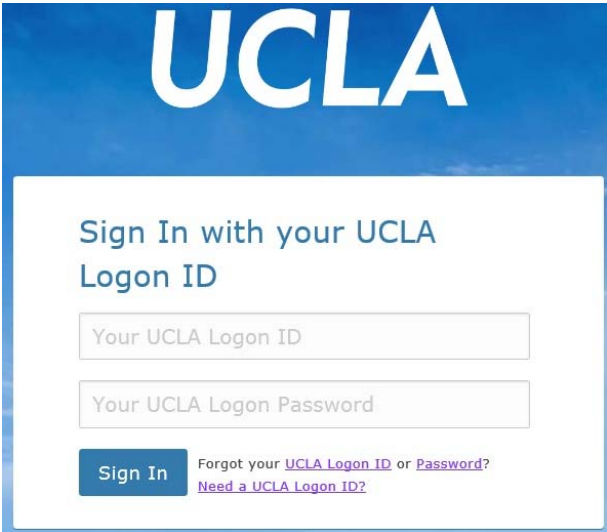 UCLA
Sign In with your UCLA
Logon ID
Your UCLA Logon ID
Your UCLA Logon Password
Sign In
Forgot your UCLA Logon ID or Password?
Need a UCLA Logon ID?